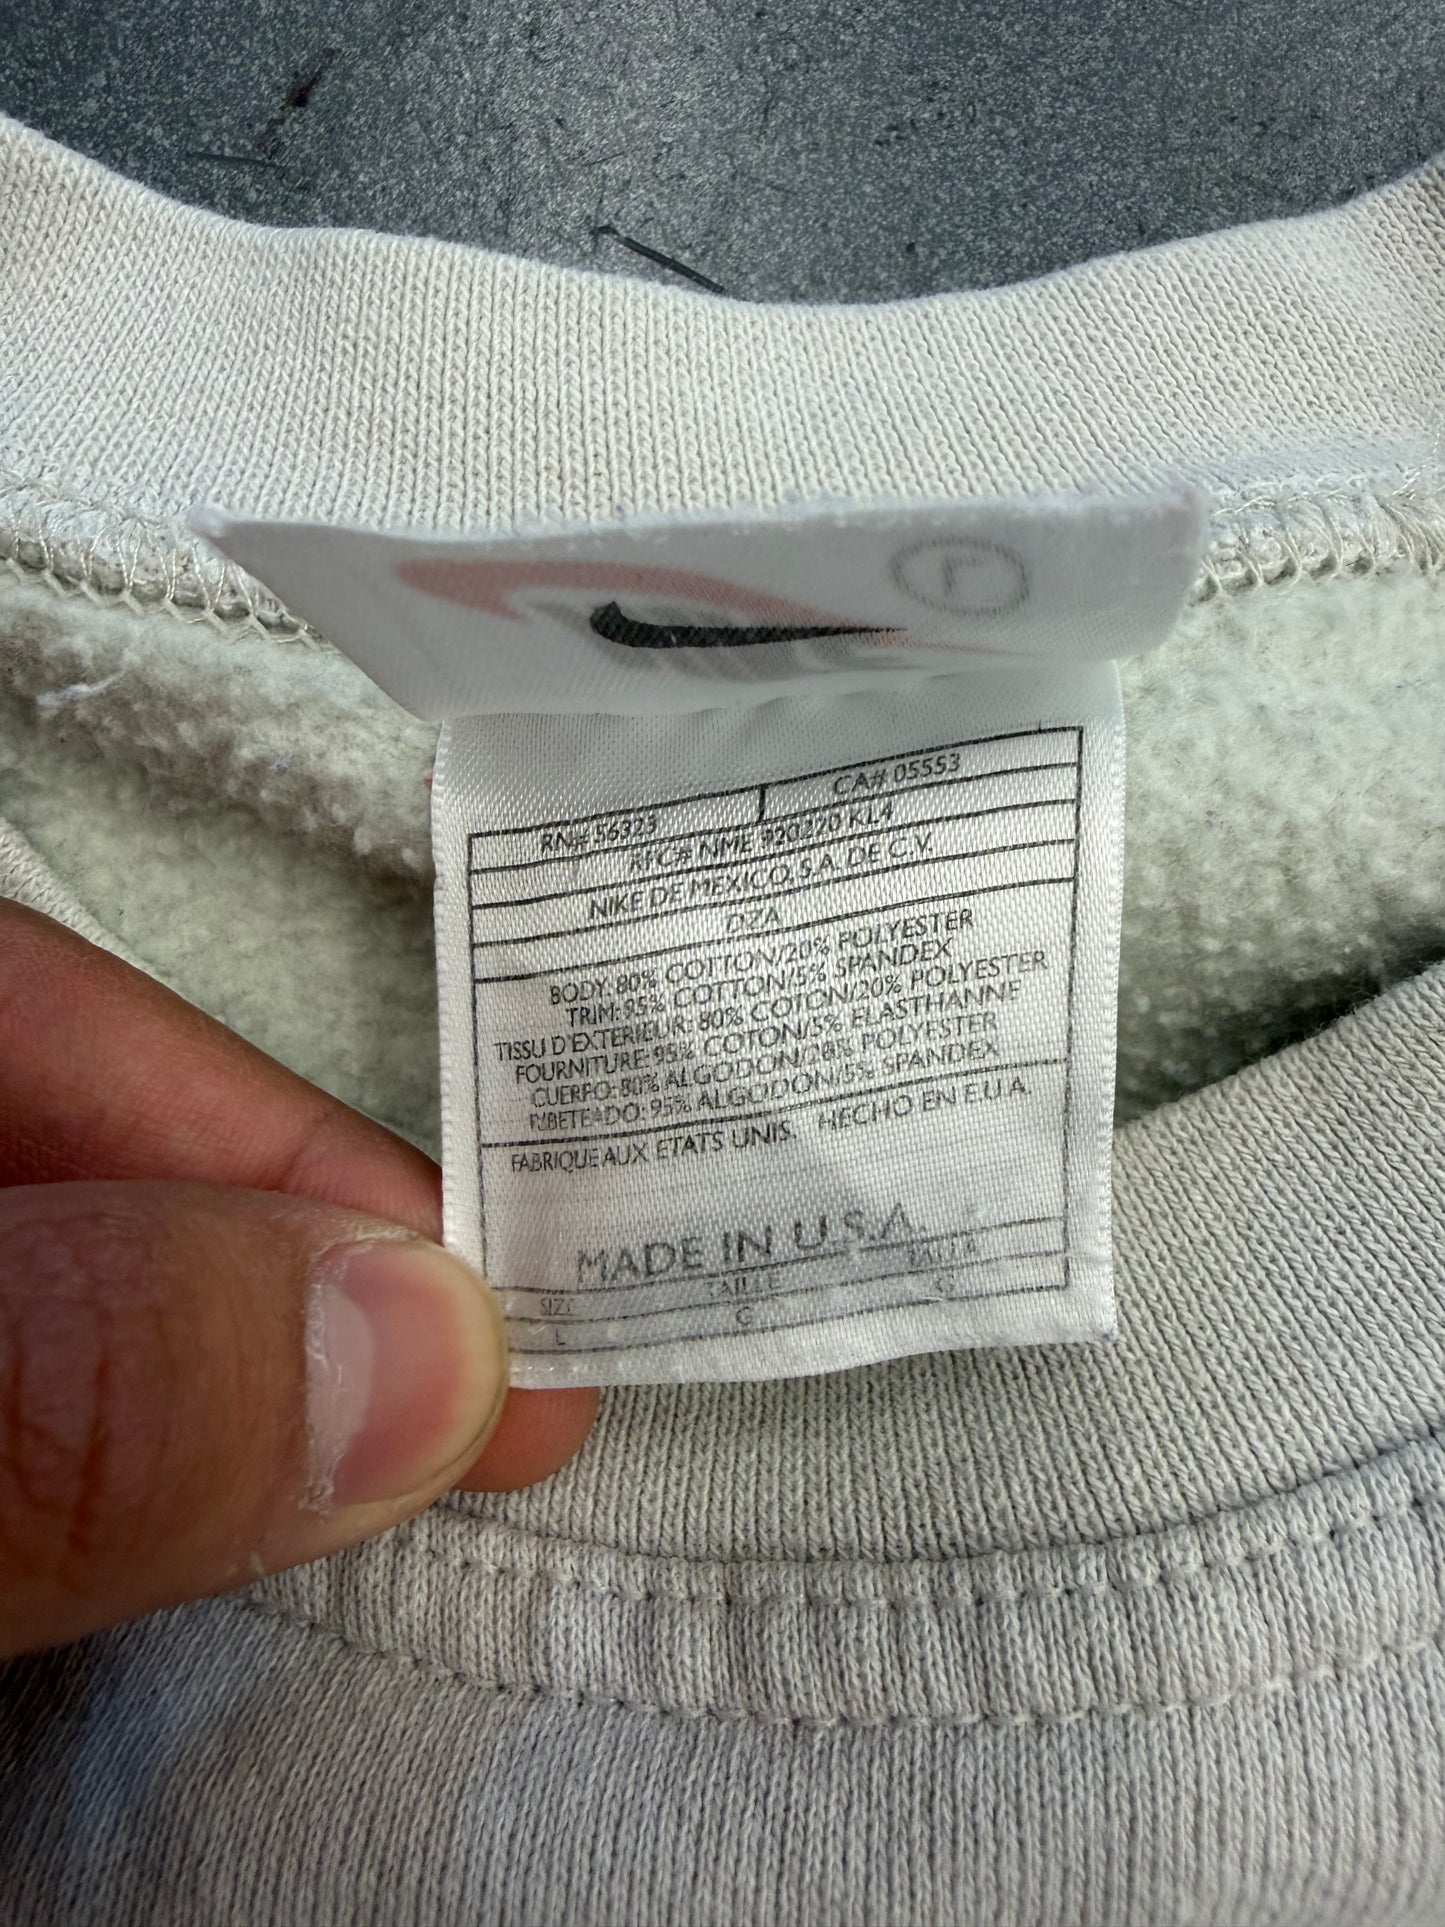 L
RN# 56323 CA# 05553
RFC# NME 920220 KL4
NIKE DE MEXICO, S.A. DE C.V.
DZA
BODY: 80% COTTON/20% POLYESTER
TRIM: 95% COTTON/5% SPANDEX
TISSU D'EXTERIEUR: 80% COTON/20% POLYESTER
FOURNITURE: 95% COTON/5% ELASTHANNE
CUERPO: 80% ALGODON/20% POLYESTER
RIBETEADO: 95% ALGODON/5% SPANDEX
FABRIQUE AUX ETATS UNIS. HECHO EN E.U.A.
MADE IN U.S.A.
SIZE TAILLE TALLA
L G G